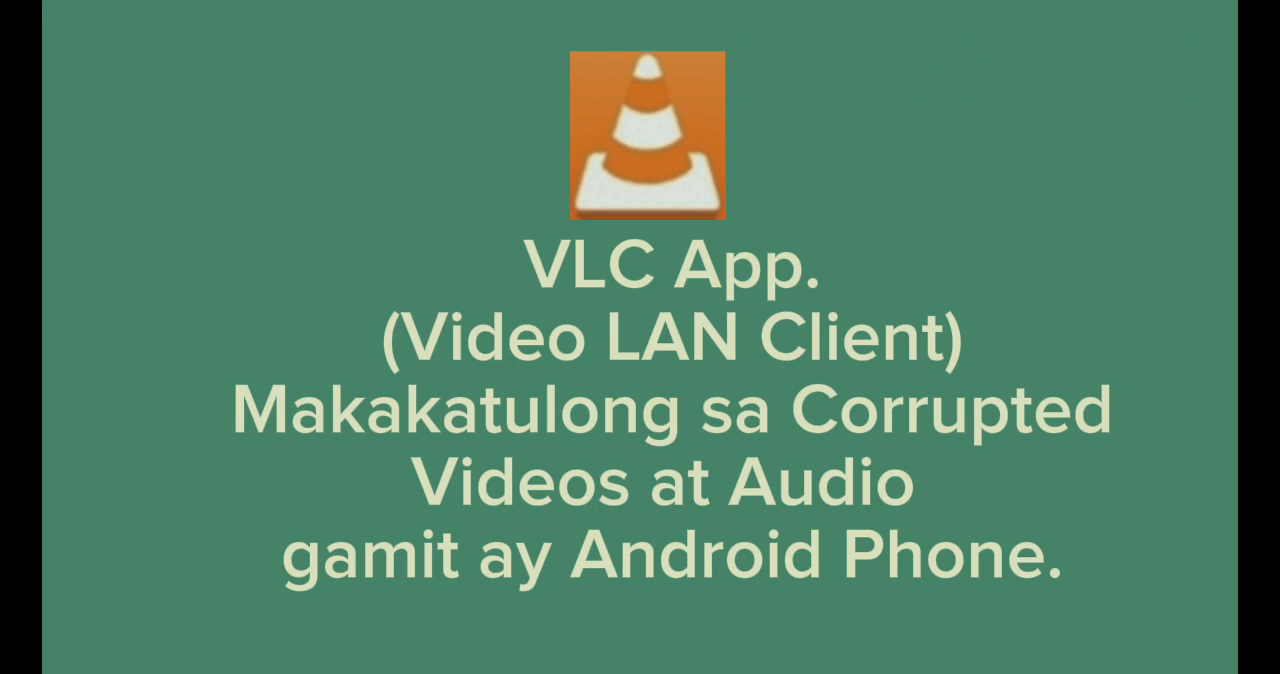 VLC App.
(Video LAN Client)
Makakatulong sa Corrupted
Videos at Audio
gamit ay Android Phone.